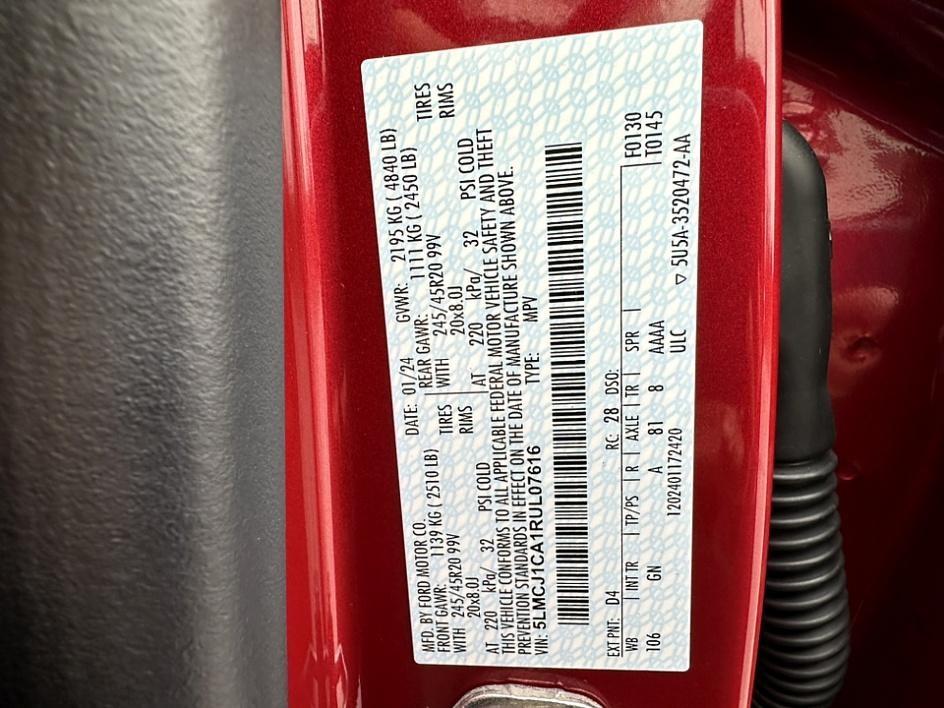 MFD. BY FORD MOTOR CO.
DATE: 01/24 GVWR: 2195 KG ( 4840 LB)
FRONT GAWR: 1139 KG ( 2510 LB)
REAR GAWR: 1111 KG ( 2450 LB)
WITH 245/45R20 99V TIRES
WITH 245/45R20 99V TIRES
20x8.0J RIMS
20x8.0J RIMS
AT 220 kPa/ 32 PSI COLD
AT 220 kPa/ 32 PSI COLD
THIS VEHICLE CONFORMS TO ALL APPLICABLE FEDERAL MOTOR VEHICLE SAFETY AND THEFT
PREVENTION STANDARDS IN EFFECT ON THE DATE OF MANUFACTURE SHOWN ABOVE.
VIN: 5LMCJ1CA1RUL07616 TYPE: MPV
EXT PNT: D4 RC: 28 DSO: F0130
WB INT TR TP/PS R AXLE TR SPR T0145
106 GN A 81 8 AAAA
1202401172420 ULC ▽ 5U5A-3520472-AA